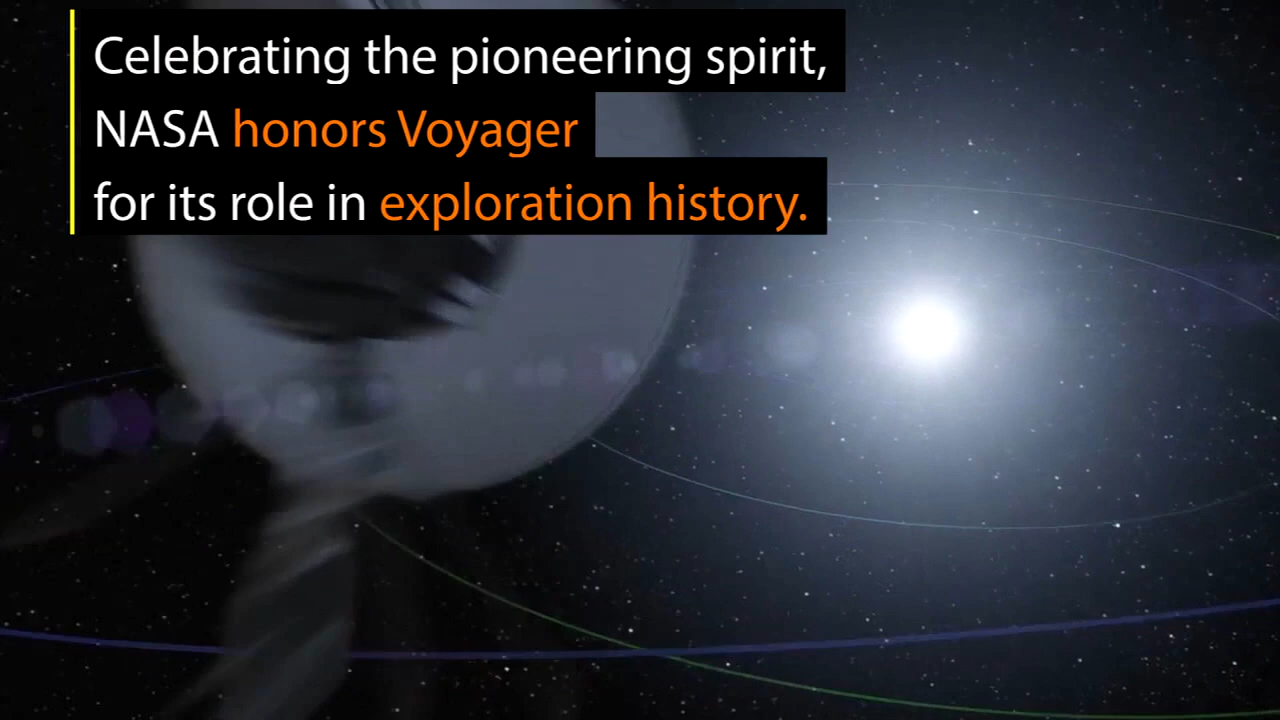 Celebrating the pioneering spirit,
NASA honors Voyager
for its role in exploration history.